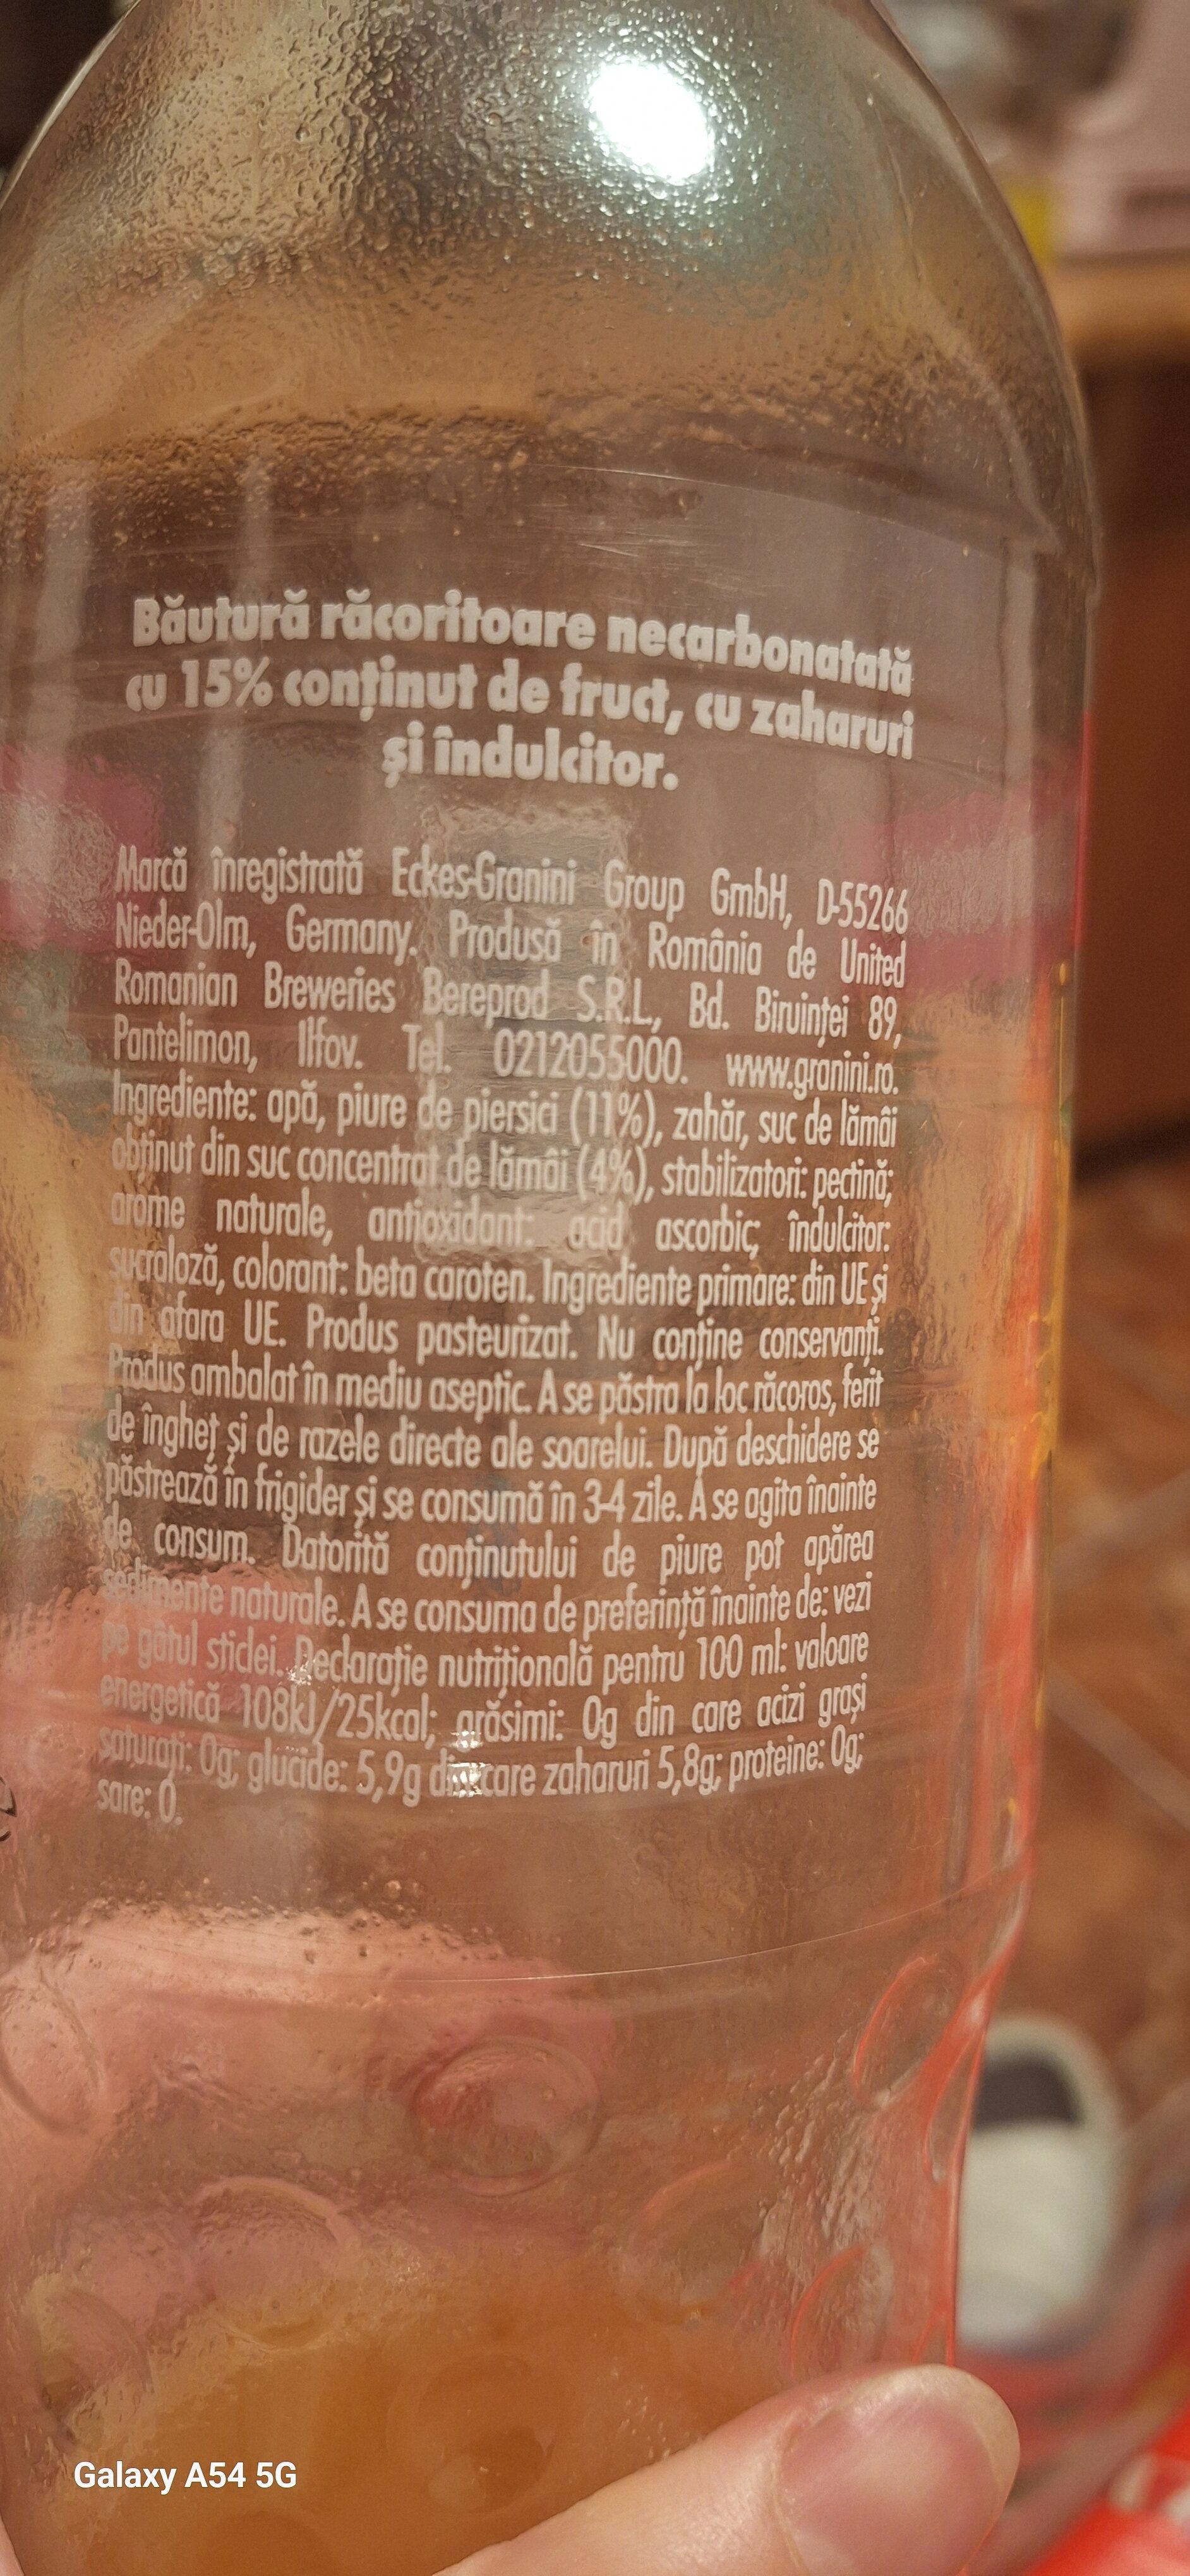 Băutură răcoritoare necarbonatată
cu 15% conținut de fruct, cu zaharuri
și îndulcitor.
Marcă înregistrată Eckes-Granini Group GmbH, D-55266
Nieder-Olm, Germany. Produsă în România de United
Romanian Breweries Bereprod S.R.L, Bd. Biruinței 89,
Pantelimon, Ilfov. Tel. 0212055000. www.granini.ro.
Ingrediente: apă, piure de piersici (11%), zahăr, suc de lămâi
obținut din suc concentrat de lămâi (4%), stabilizatori: pectină;
arome naturale, antioxidant: acid ascorbic; îndulcitor:
sucraloză, colorant: beta caroten. Ingrediente primare: din UE și
din afara UE. Produs pasteurizat. Nu conține conservanți.
Produs ambalat în mediu aseptic. A se păstra la loc răcoros, ferit
de îngheț și de razele directe ale soarelui. După deschidere se
păstrează în frigider și se consumă în 3-4 zile. A se agita înainte
de consum. Datorită conținutului de piure pot apărea
sedimente naturale. A se consuma de preferință înainte de: vezi
pe gâtul sticlei. Declarație nutrițională pentru 100 ml: valoare
energetică 108kJ/25kcal; grăsimi: 0g din care acizi grași
saturați: 0g; glucide: 5,9g din care zaharuri 5,8g; proteine: 0g;
sare: 0.
Galaxy A54 5G